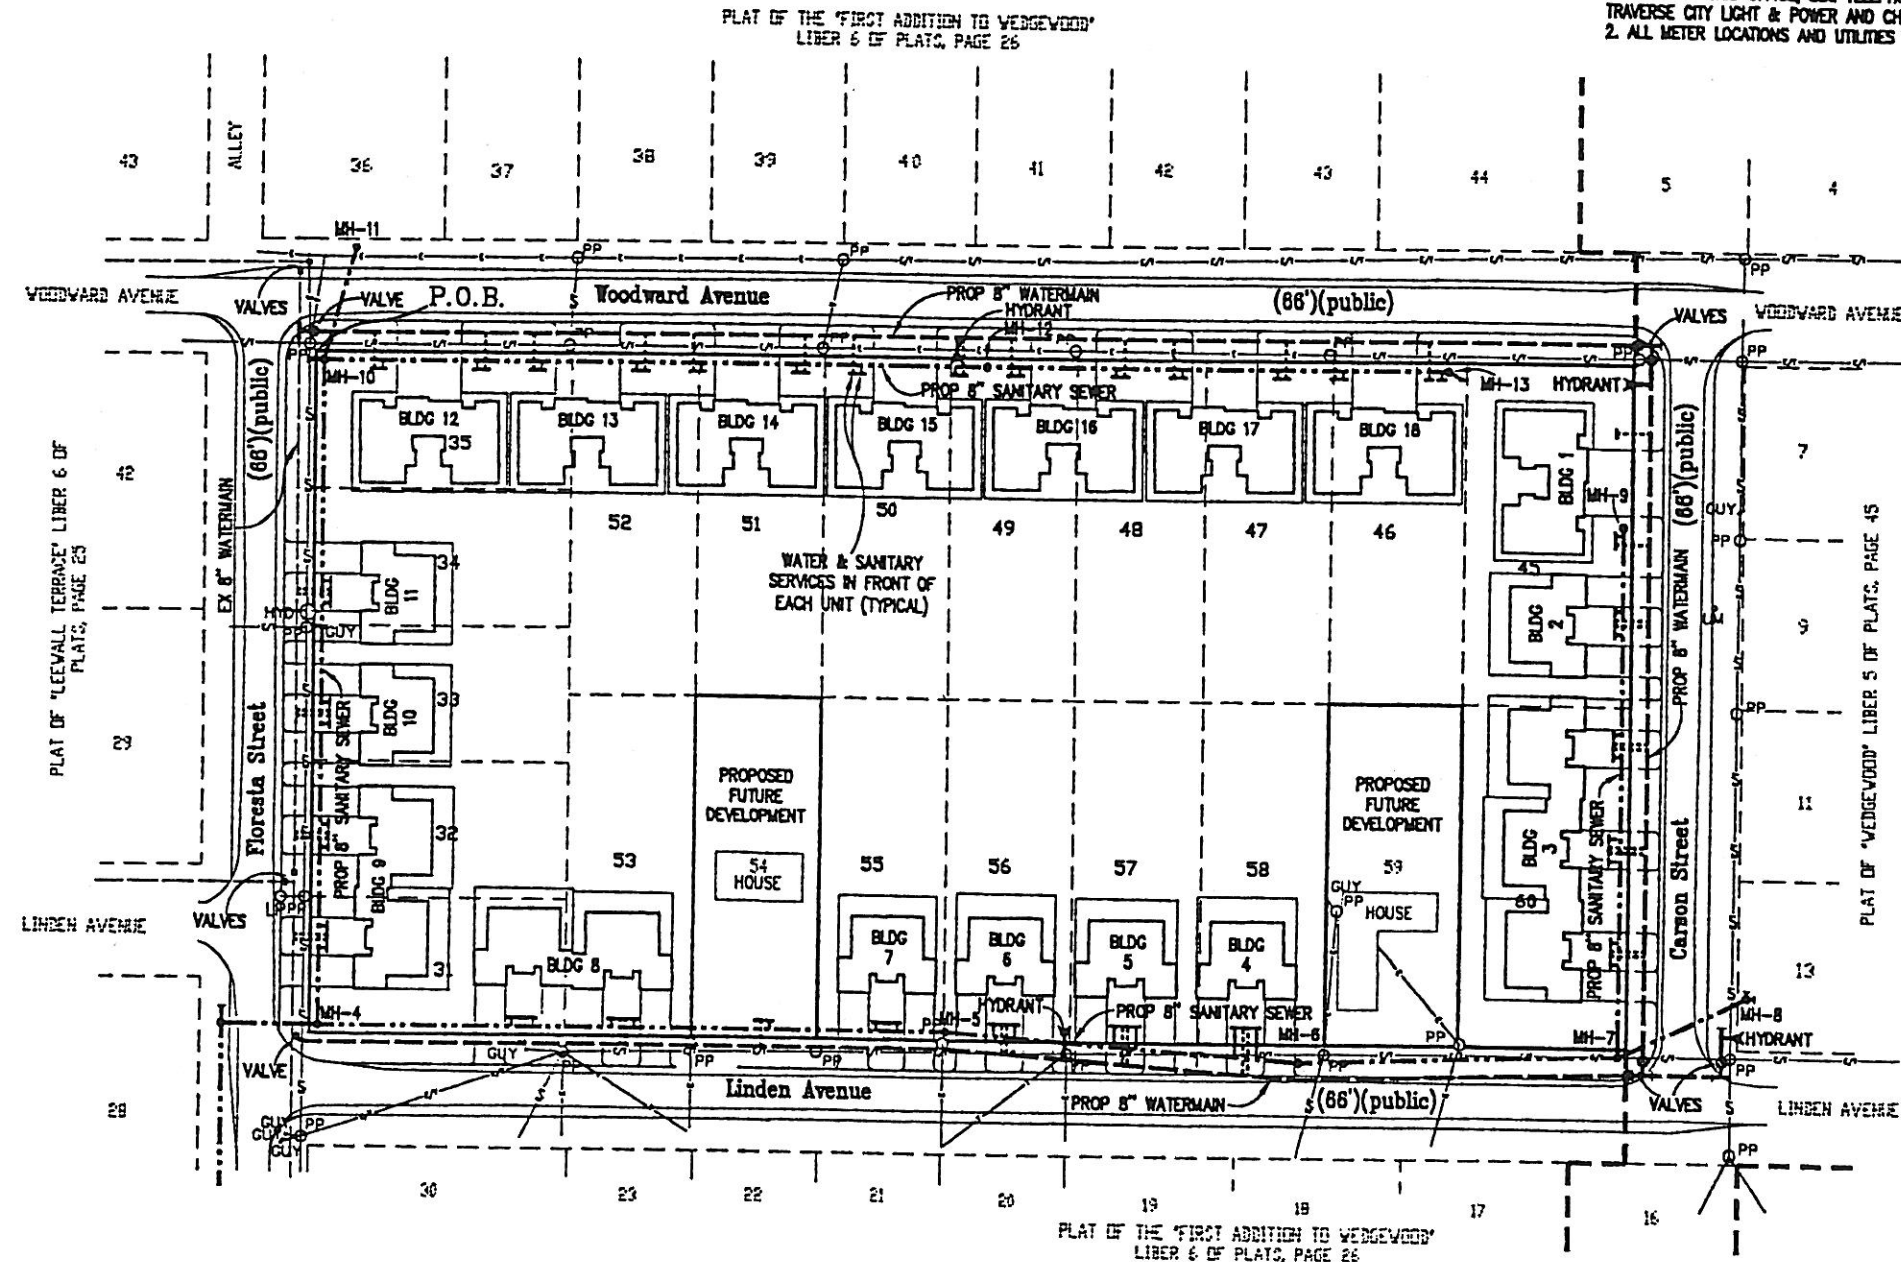 PLAT OF THE "FIRST ADDITION TO WEDGEWOOD"
LIBER 6 OF PLATS, PAGE 26
TRAVERSE CITY LIGHT & POWER AND CH
2. ALL METER LOCATIONS AND UTILITIES
43
ALLEY
36
37
38
39
40
41
42
43
44
5
4
MH-11
PP
PP
PP
WOODWARD AVENUE
VALVES
VALVE
P.O.B.
Woodward Avenue
PROP 8" WATERMAIN
HYDRANT
MH-12
(66')(public)
VALVES
WOODWARD AVENUE
PP
PP
PP
PP
PP
PP
MH-10
PROP 8" SANITARY SEWER
MH-13
HYDRANT
(66')(public)
BLDG 12
35
BLDG 13
BLDG 14
BLDG 15
BLDG 16
BLDG 17
BLDG 18
BLDG 1
MH-9
(66')(public)
7
42
EX 8" WATERMAIN
PLAT OF "LEEWALL TERRACE" LIBER 6 OF
PLATS, PAGE 25
52
51
50
49
48
47
46
45
GUY
PP
PLAT OF "WEDGEWOOD" LIBER 5 OF PLATS, PAGE 45
WATER & SANITARY
SERVICES IN FRONT OF
EACH UNIT (TYPICAL)
34
BLDG
11
HYD
PP
GUY
BLDG
2
PROP 8" WATERMAIN
9
33
BLDG
10
PP
29
Floresta Street
PROP 8" SANITARY SEWER
PROPOSED
FUTURE
DEVELOPMENT
PROPOSED
FUTURE
DEVELOPMENT
11
32
BLDG 9
53
54
HOUSE
55
56
57
58
59
HOUSE
GUY
PP
BLDG
3
60
PROP 8" SANITARY SEWER
Carson Street
LINDEN AVENUE
VALVES
PP
31
BLDG 8
BLDG
7
BLDG
6
BLDG
5
BLDG
4
13
MH-4
HYDRANT
MH-5
PROP 8" SANITARY SEWER
MH-6
PP
MH-7
MH-8
HYDRANT
VALVE
GUY
PP
PP
PP
PP
PP
Linden Avenue
PROP 8" WATERMAIN
(66')(public)
VALVES
LINDEN AVENUE
28
GUY
GUY
GUY
PP
PP
30
23
22
21
20
19
18
17
16
PLAT OF THE "FIRST ADDITION TO WEDGEWOOD"
LIBER 6 OF PLATS, PAGE 26